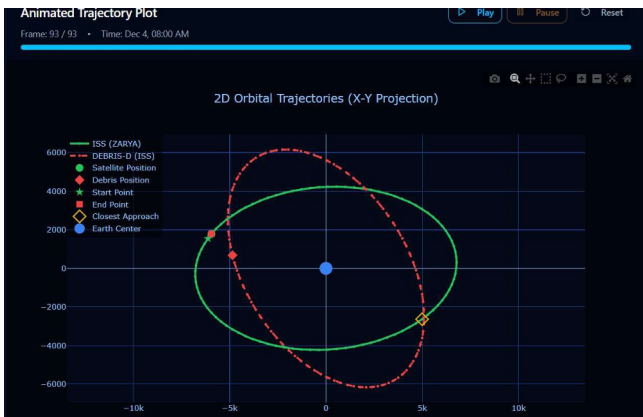 Animated Trajectory Plot
Play
Pause
Reset
Frame: 93 / 93 • Time: Dec 4, 08:00 AM
2D Orbital Trajectories (X-Y Projection)
ISS (ZARYA)
DEBRIS-D (ISS)
Satellite Position
Debris Position
Start Point
End Point
Closest Approach
Earth Center
6000
4000
2000
0
−2000
−4000
−6000
−10k
−5k
0
5k
10k